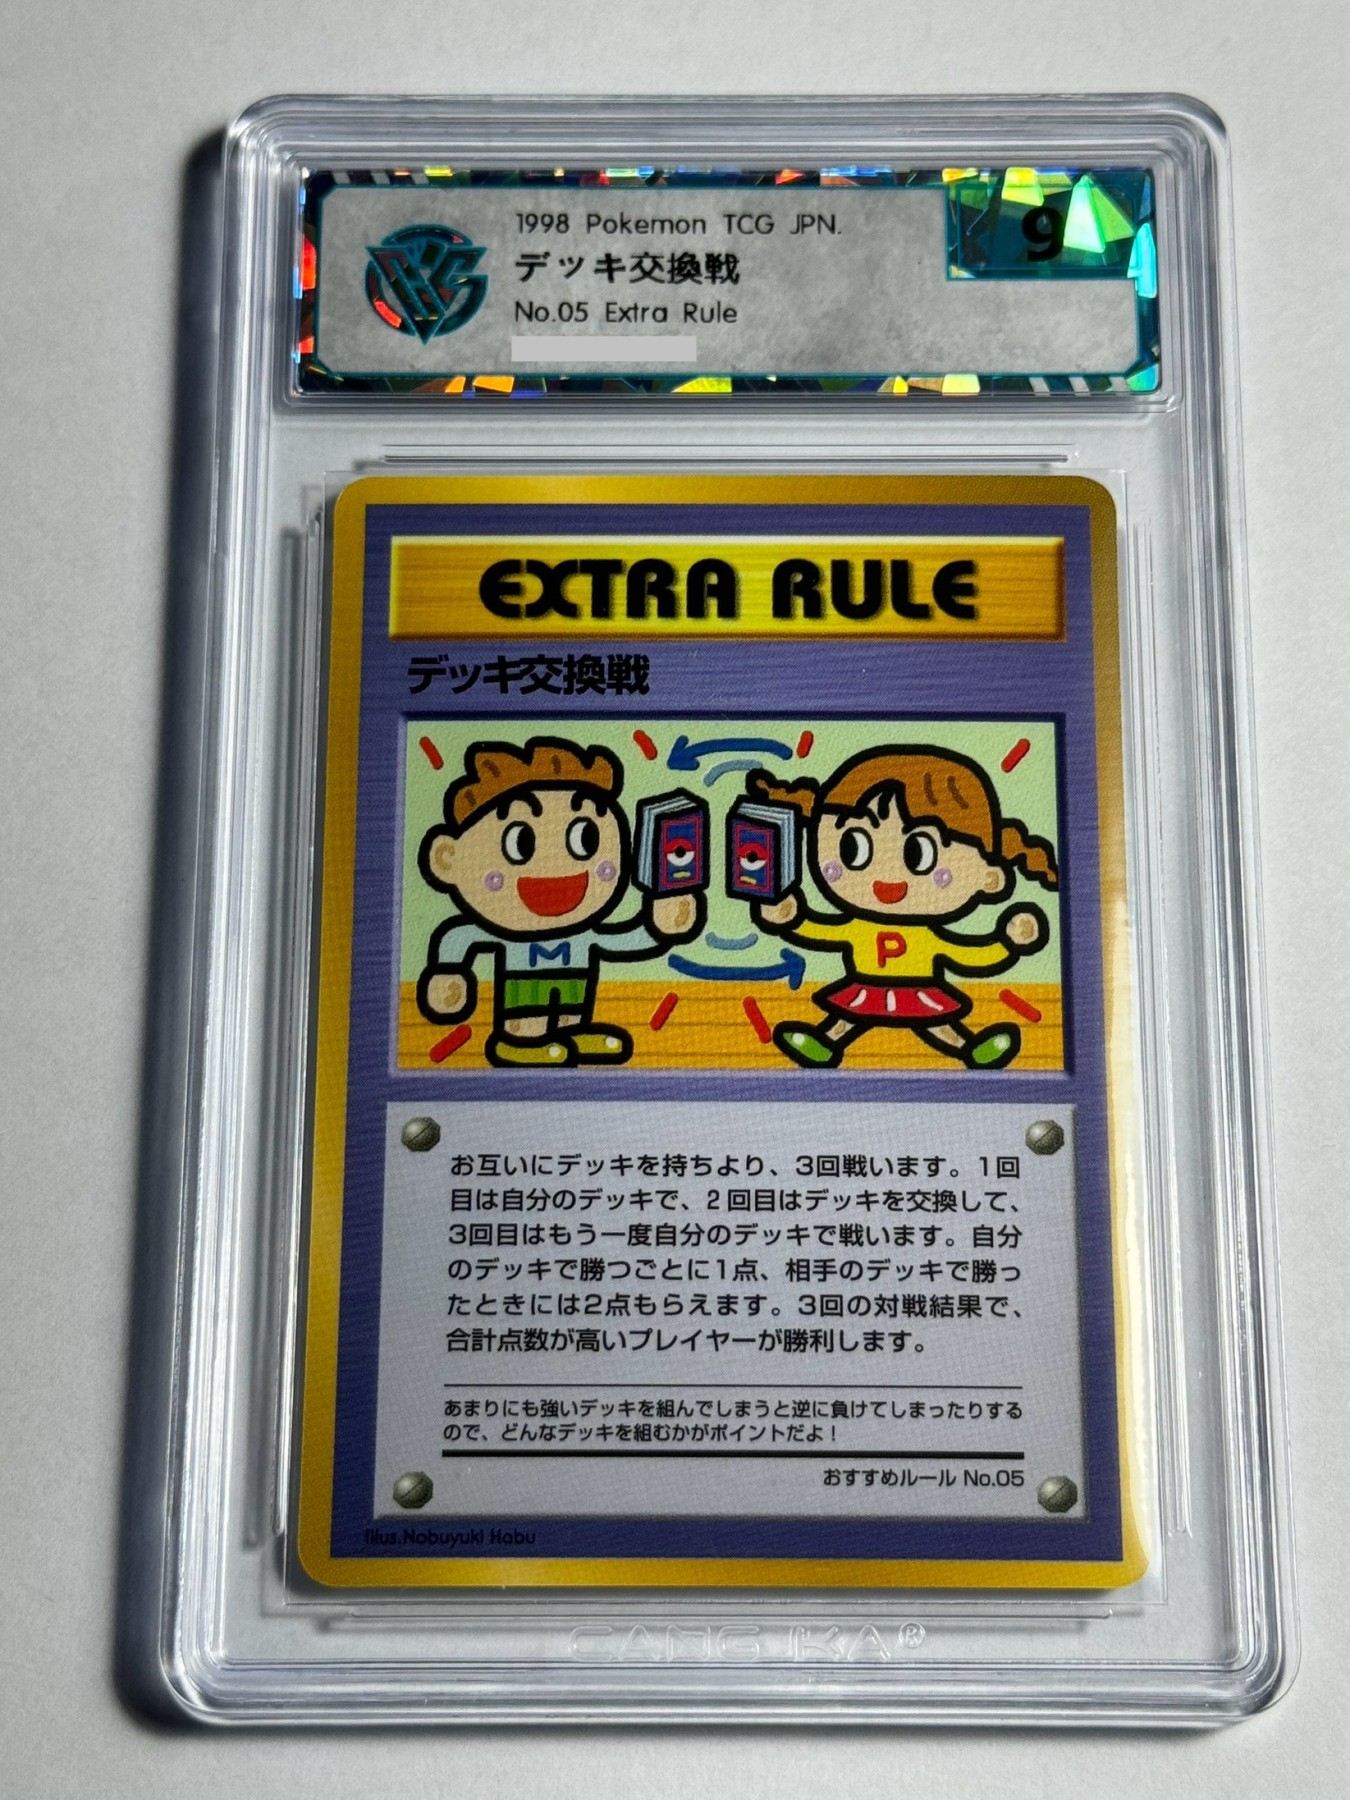 1998 Pokemon TCG JPN.
9
デッキ交換戦
No.05 Extra Rule
EXTRA RULE
デッキ交換戦
M
P
お互いにデッキを持ちより、3回戦います。1回
目は自分のデッキで、2回目はデッキを交換して、
3回目はもう一度自分のデッキで戦います。自分
のデッキで勝つごとに1点、相手のデッキで勝っ
たときには2点もらえます。3回の対戦結果で、
合計点数が高いプレイヤーが勝利します。
あまりにも強いデッキを組んでしまうと逆に負けてしまったりする
ので、どんなデッキを組むかがポイントだよ！
おすすめルール No.05
Illus.Nobuyuki Habu
CANG KA®